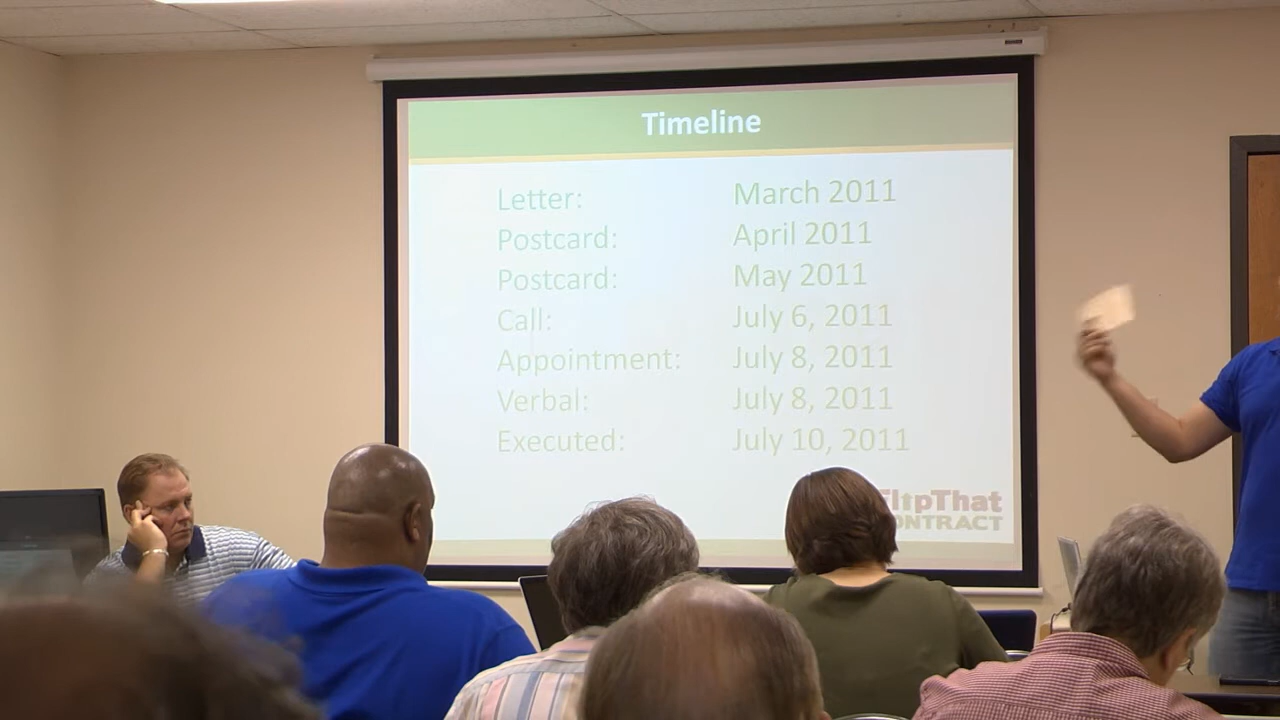 Timeline
Letter: March 2011
Postcard: April 2011
Postcard: May 2011
Call: July 6, 2011
Appointment: July 8, 2011
Verbal: July 8, 2011
Executed: July 10, 2011
FlipThat
CONTRACT